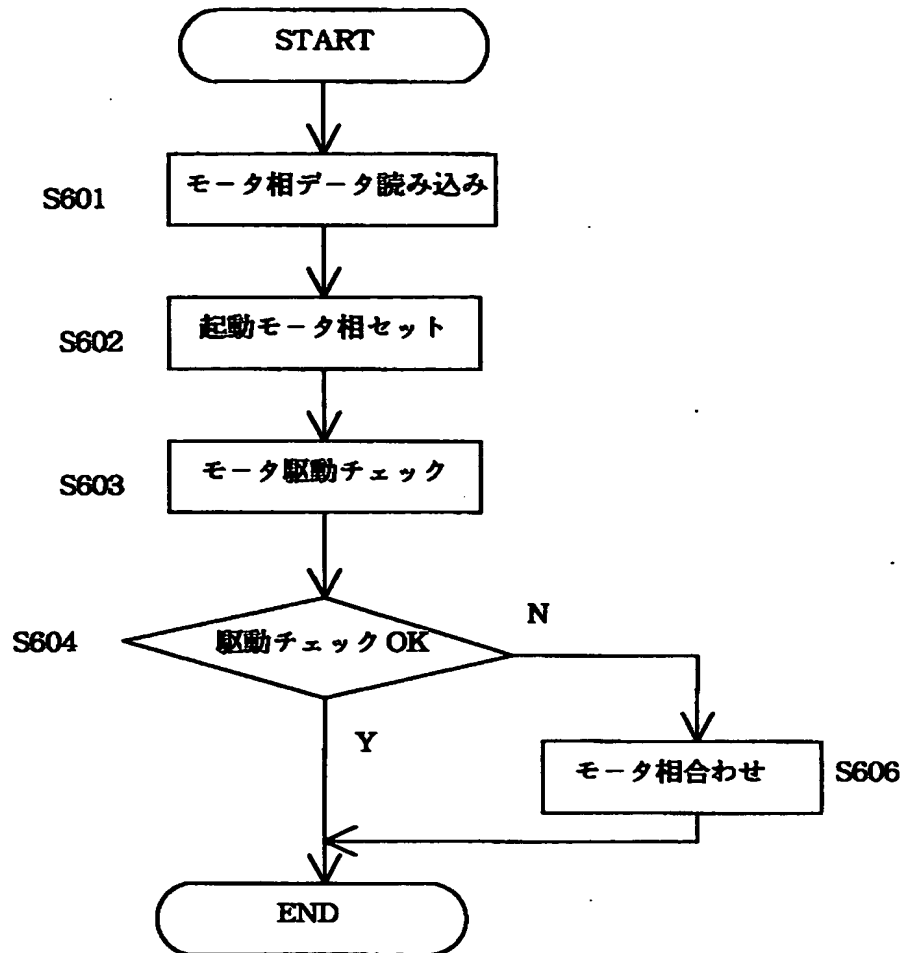 START
S601
モータ相データ読み込み
S602
起動モータ相セット
S603
モータ駆動チェック
S604
駆動チェックOK
N
Y
モータ相合わせ
S606
END